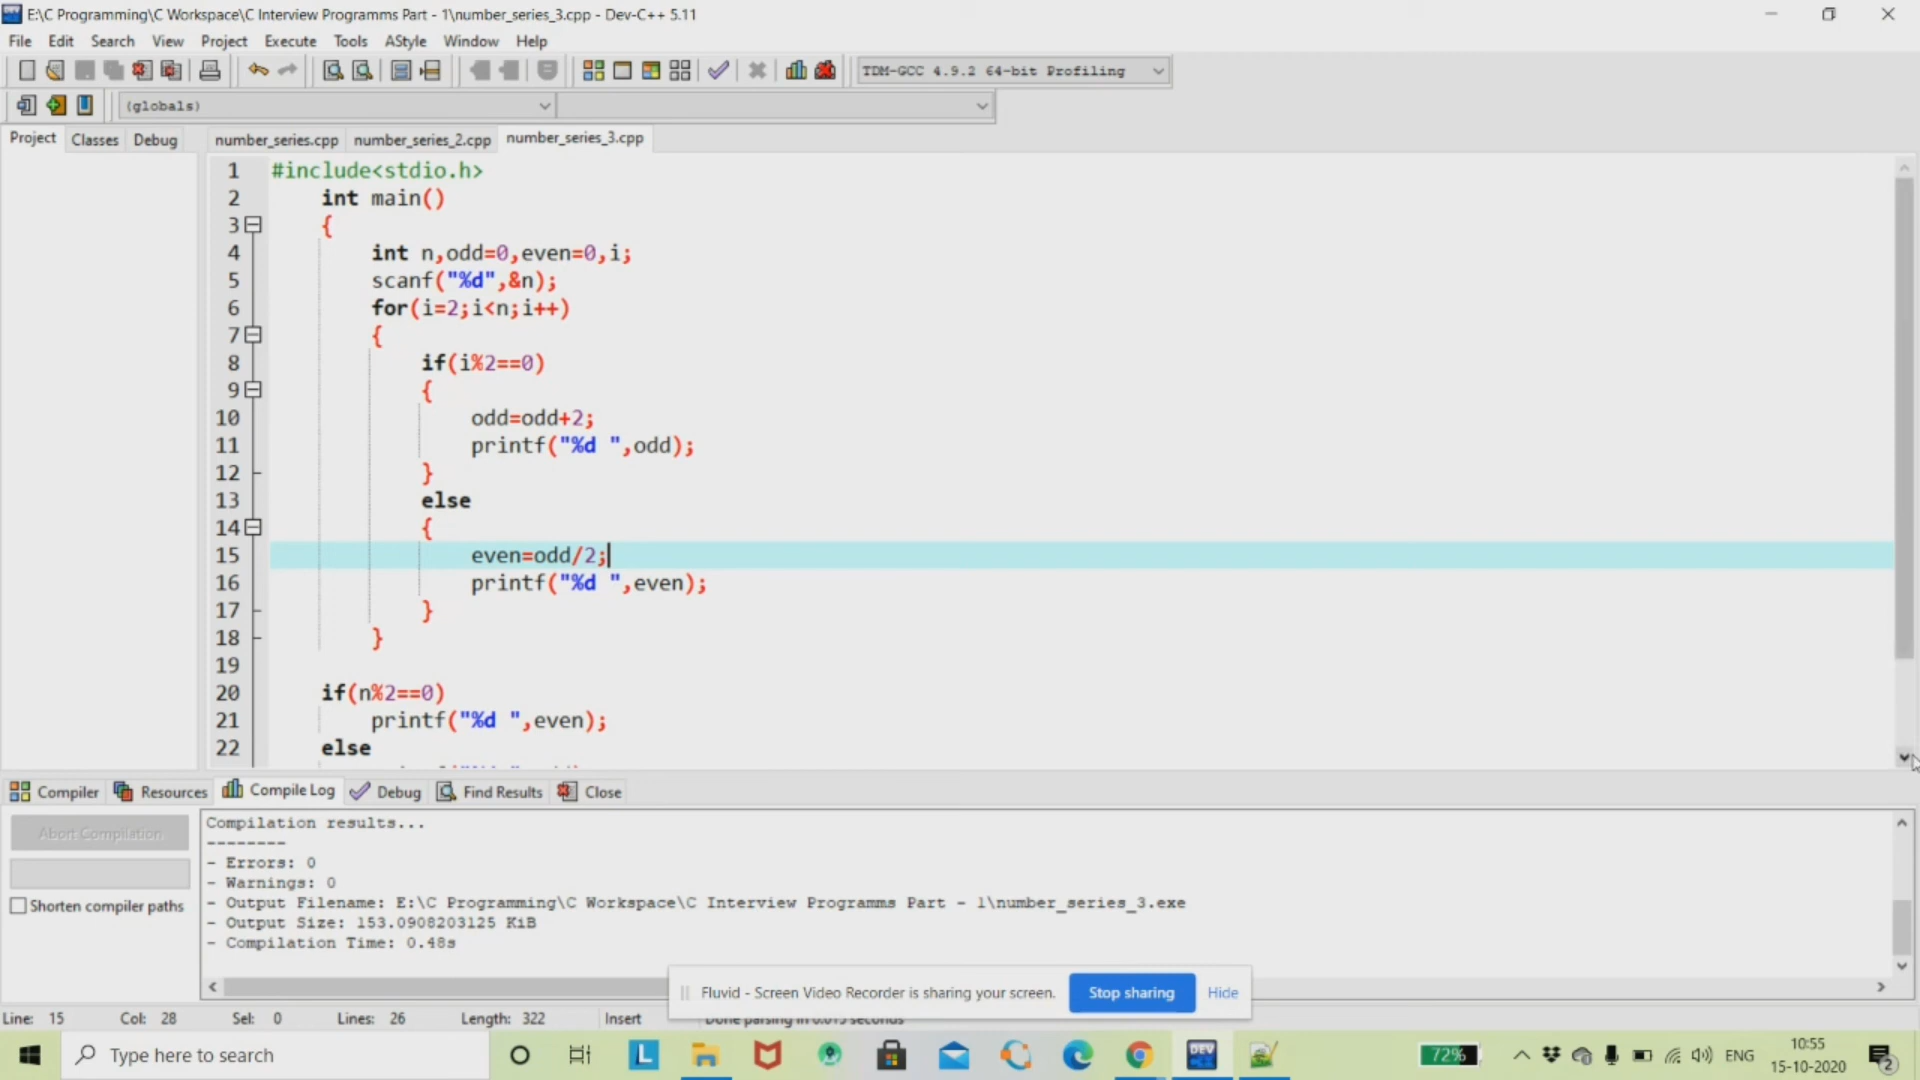 E:\C Programming\C Workspace\C Interview Programms Part - 1\number_series_3.cpp - Dev-C++ 5.11
File Edit Search View Project Execute Tools AStyle Window Help
TDM-GCC 4.9.2 64-bit Profiling
(globals)
Project Classes Debug number_series.cpp number_series_2.cpp number_series_3.cpp
1 #include<stdio.h>
2 int main()
3 {
4 int n,odd=0,even=0,i;
5 scanf("%d",&n);
6 for(i=2;i<n;i++)
7 {
8 if(i%2==0)
9 {
10 odd=odd+2;
11 printf("%d ",odd);
12 }
13 else
14 {
15 even=odd/2;
16 printf("%d ",even);
17 }
18 }
19
20 if(n%2==0)
21 printf("%d ",even);
22 else
Compiler Resources Compile Log Debug Find Results Close
Abort Compilation
Shorten compiler paths
Compilation results...
--------
- Errors: 0
- Warnings: 0
- Output Filename: E:\C Programming\C Workspace\C Interview Programms Part - 1\number_series_3.exe
- Output Size: 153.0908203125 KiB
- Compilation Time: 0.48s
Fluvid - Screen Video Recorder is sharing your screen. Stop sharing Hide
Line: 15 Col: 28 Sel: 0 Lines: 26 Length: 322 Insert Done parsing in 0.015 seconds
Type here to search
L
DEV
72%
ENG
10:55
15-10-2020
2